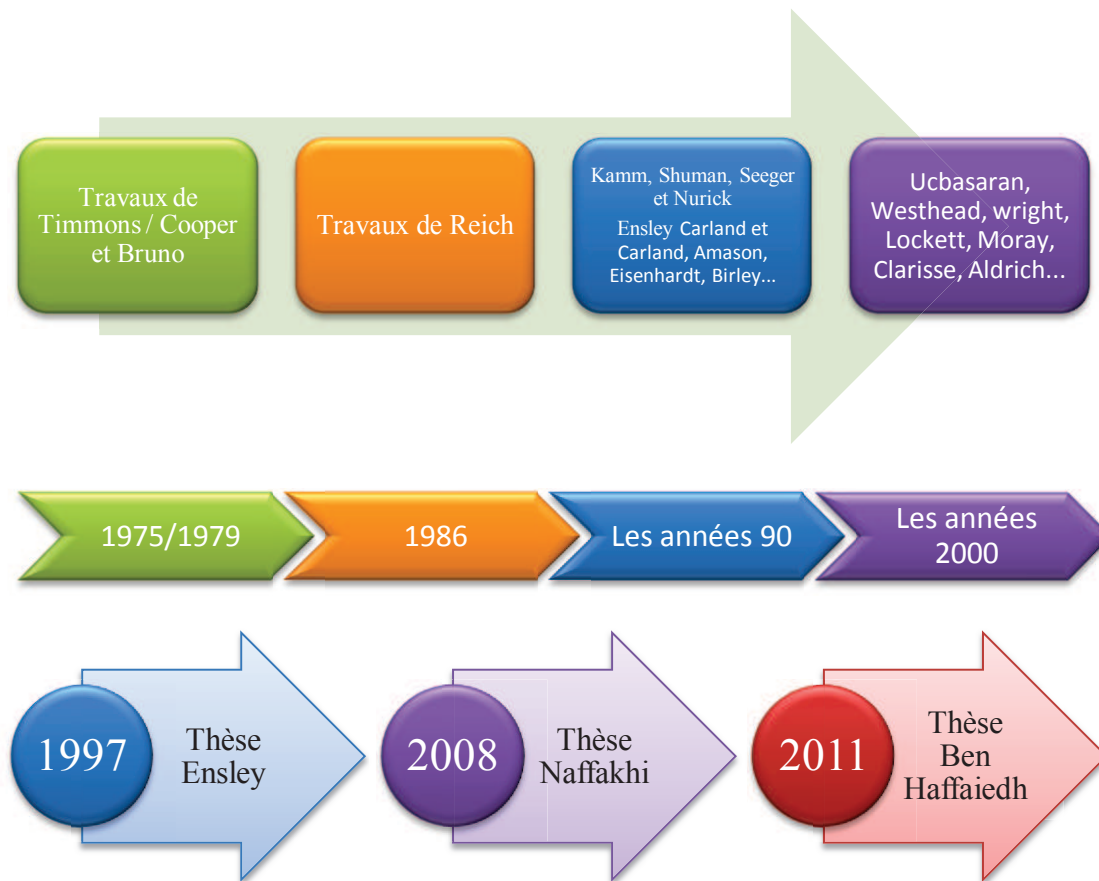 Travaux de
Timmons / Cooper
et Bruno
Travaux de Reich
Kamm, Shuman, Seeger
et Nurick
Ensley Carland et
Carland, Amason,
Eisenhardt, Birley...
Ucbasaran,
Westhead, wright,
Lockett, Moray,
Clarisse, Aldrich...
1975/1979
1986
Les années 90
Les années
2000
1997
Thèse
Ensley
2008
Thèse
Naffakhi
2011
Thèse
Ben
Haffaiedh